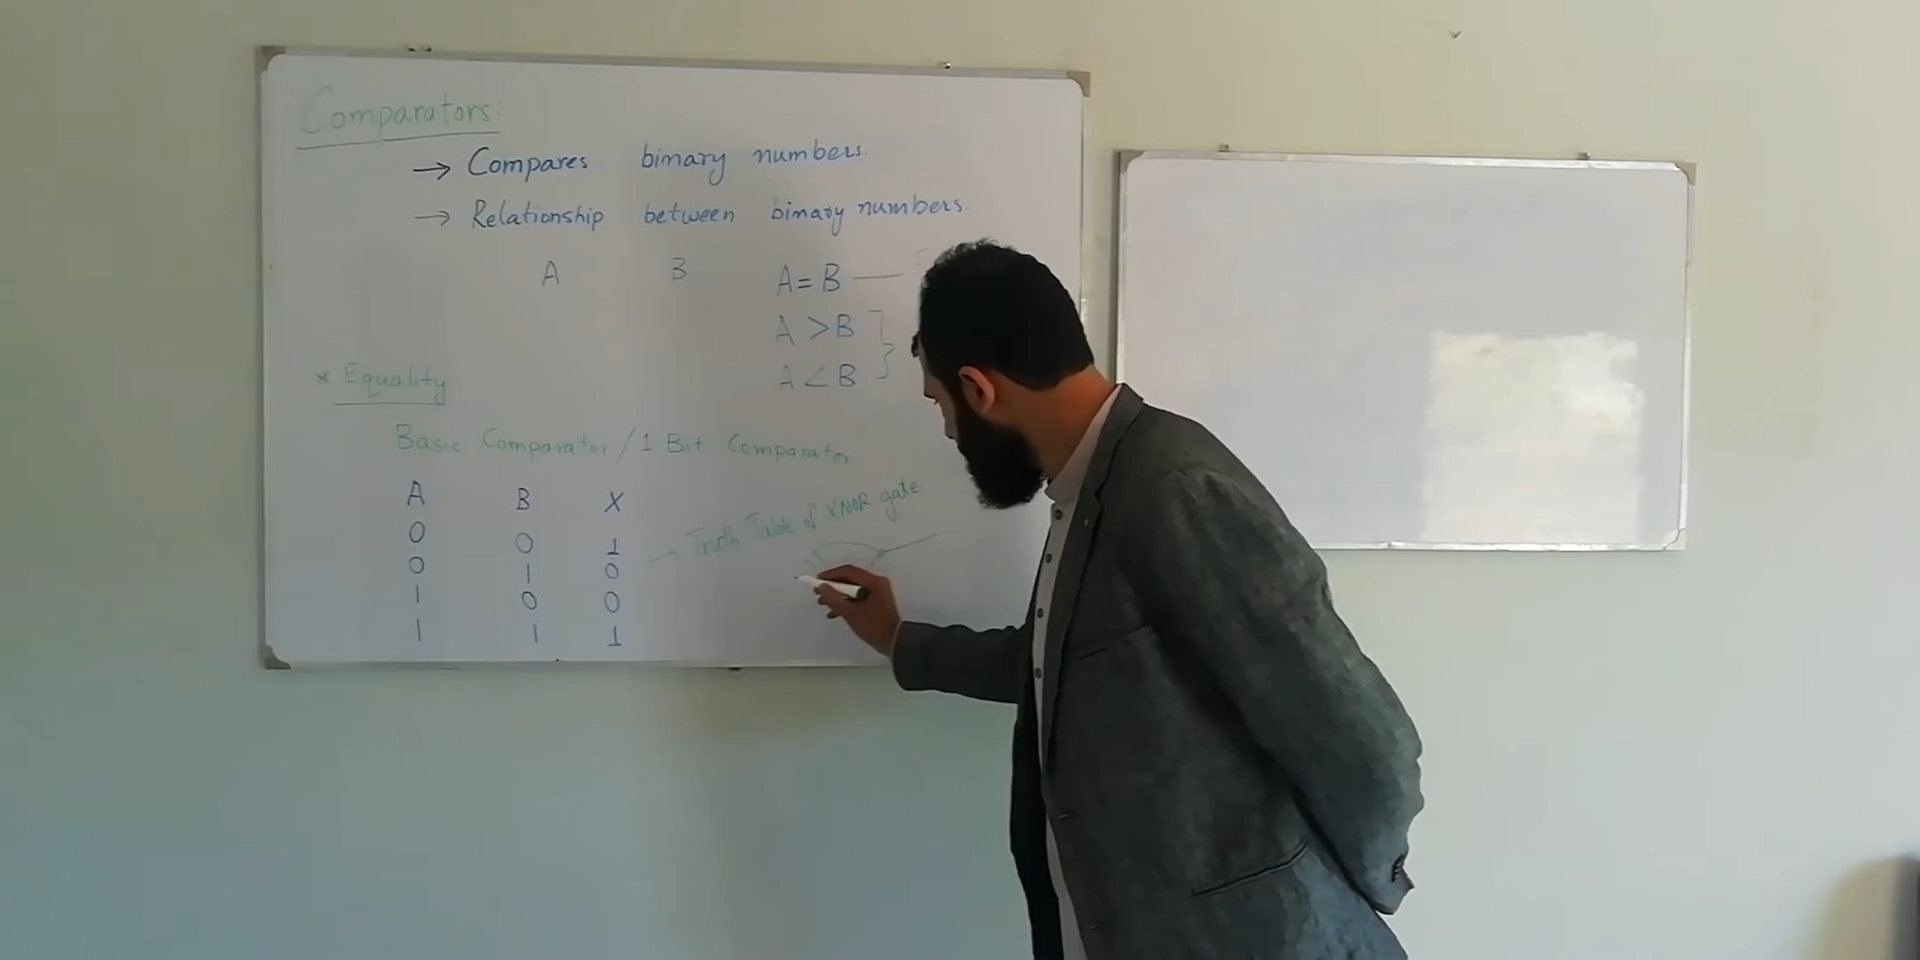 Comparators:
→ Compares binary numbers.
→ Relationship between binary numbers.
A B A=B
A >B
A <B
* Equality
Basic Comparator / 1 Bit Comparator
A B X
0 0 1
0 1 0
1 0 0
1 1 1
→ Truth Table of XNOR gate